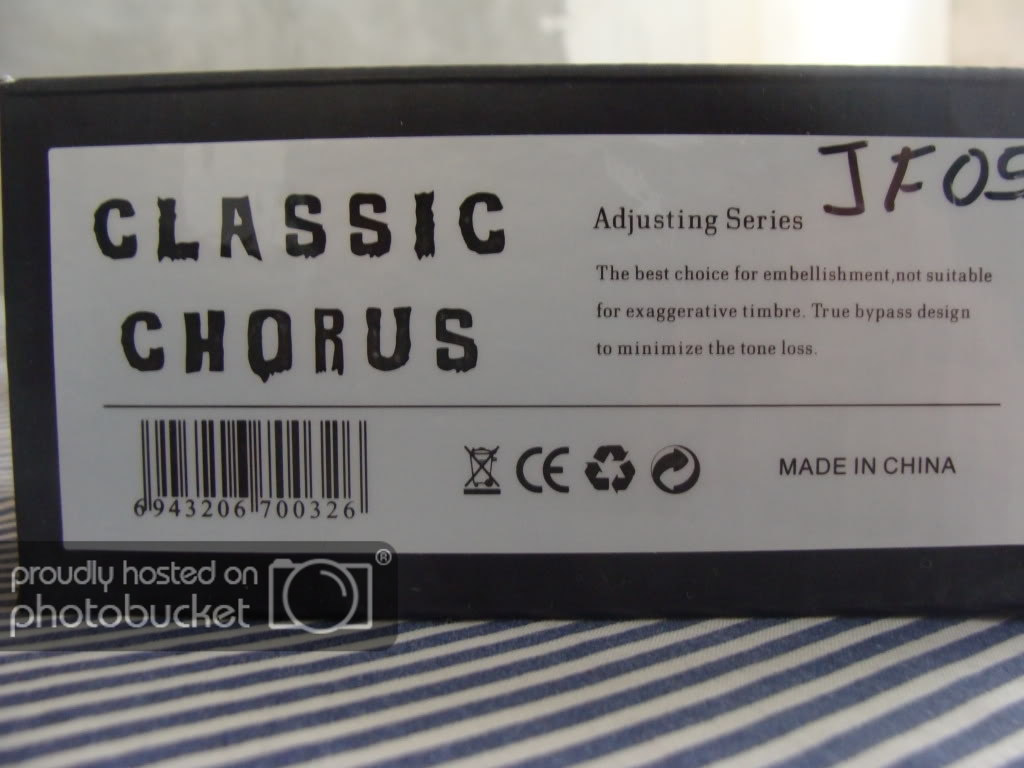 CLASSIC
CHORUS
Adjusting Series
JF05
The best choice for embellishment,not suitable
for exaggerative timbre. True bypass design
to minimize the tone loss.
6943206700326
CE
MADE IN CHINA
proudly hosted on
photobucket
®